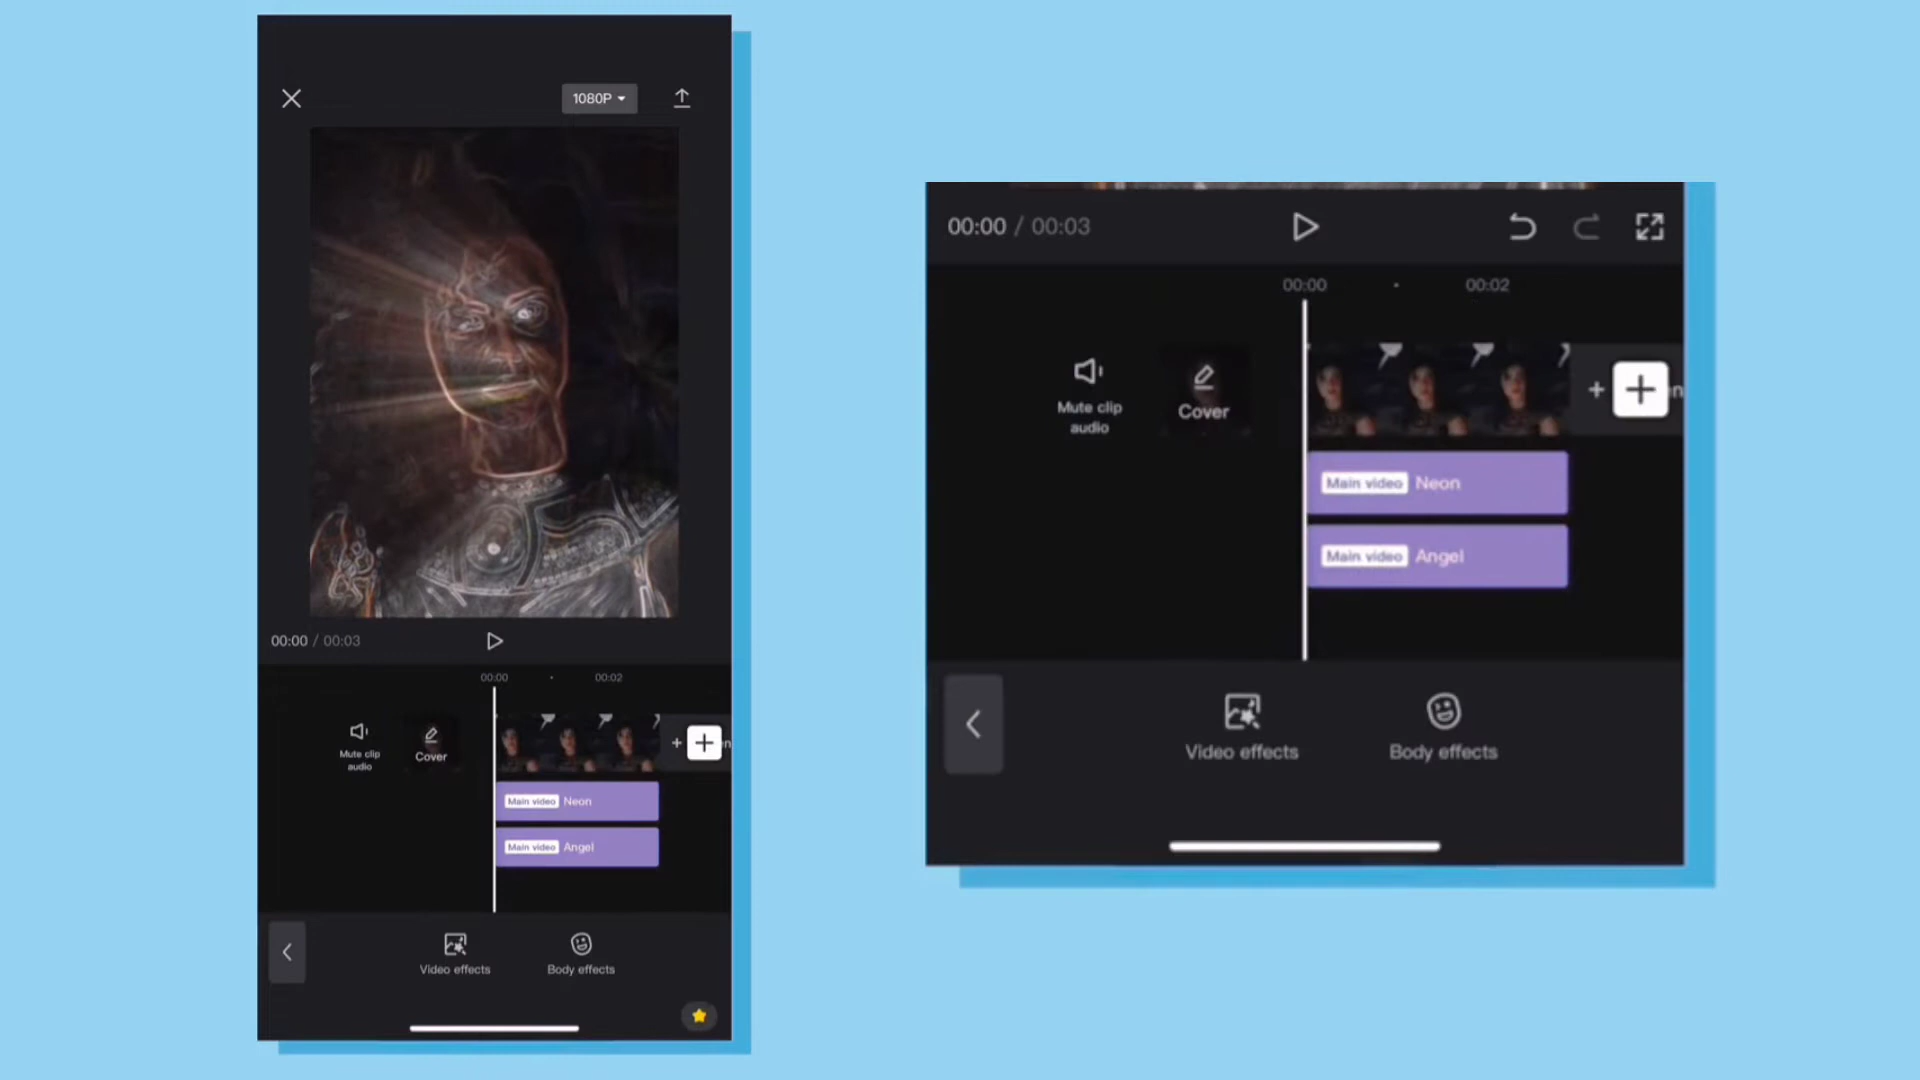 1080P
00:00 / 00:03
00:00
00:02
Mute clip
audio
Cover
Main video Neon
Main video Angel
Video effects
Body effects
00:00 / 00:03
00:00
00:02
Mute clip
audio
Cover
Main video Neon
Main video Angel
Video effects
Body effects